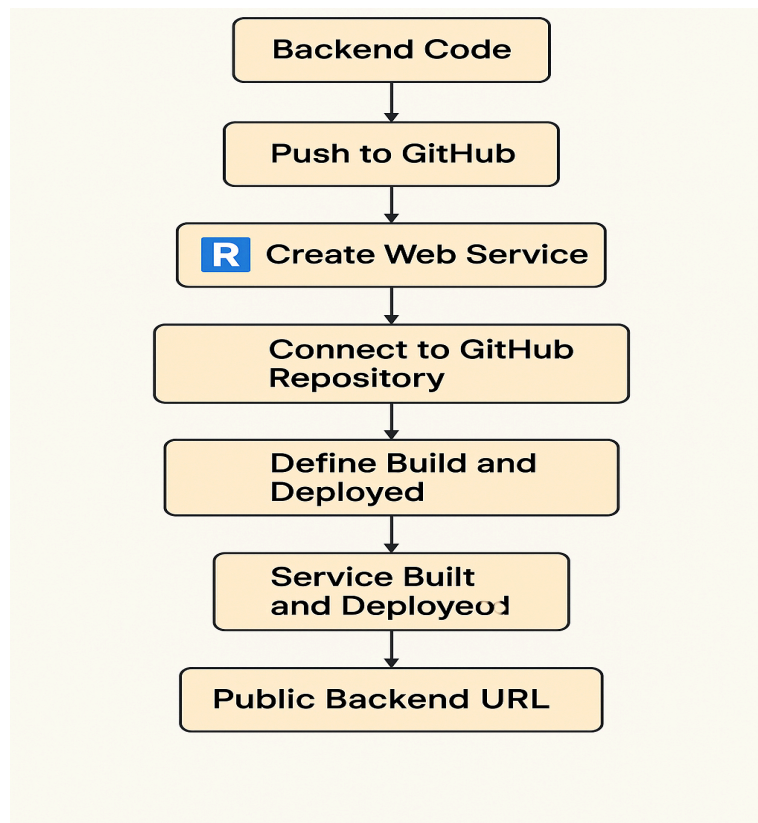 Backend Code
Push to GitHub
R Create Web Service
Connect to GitHub
Repository
Define Build and
Deployed
Service Built
and Deployed
Public Backend URL